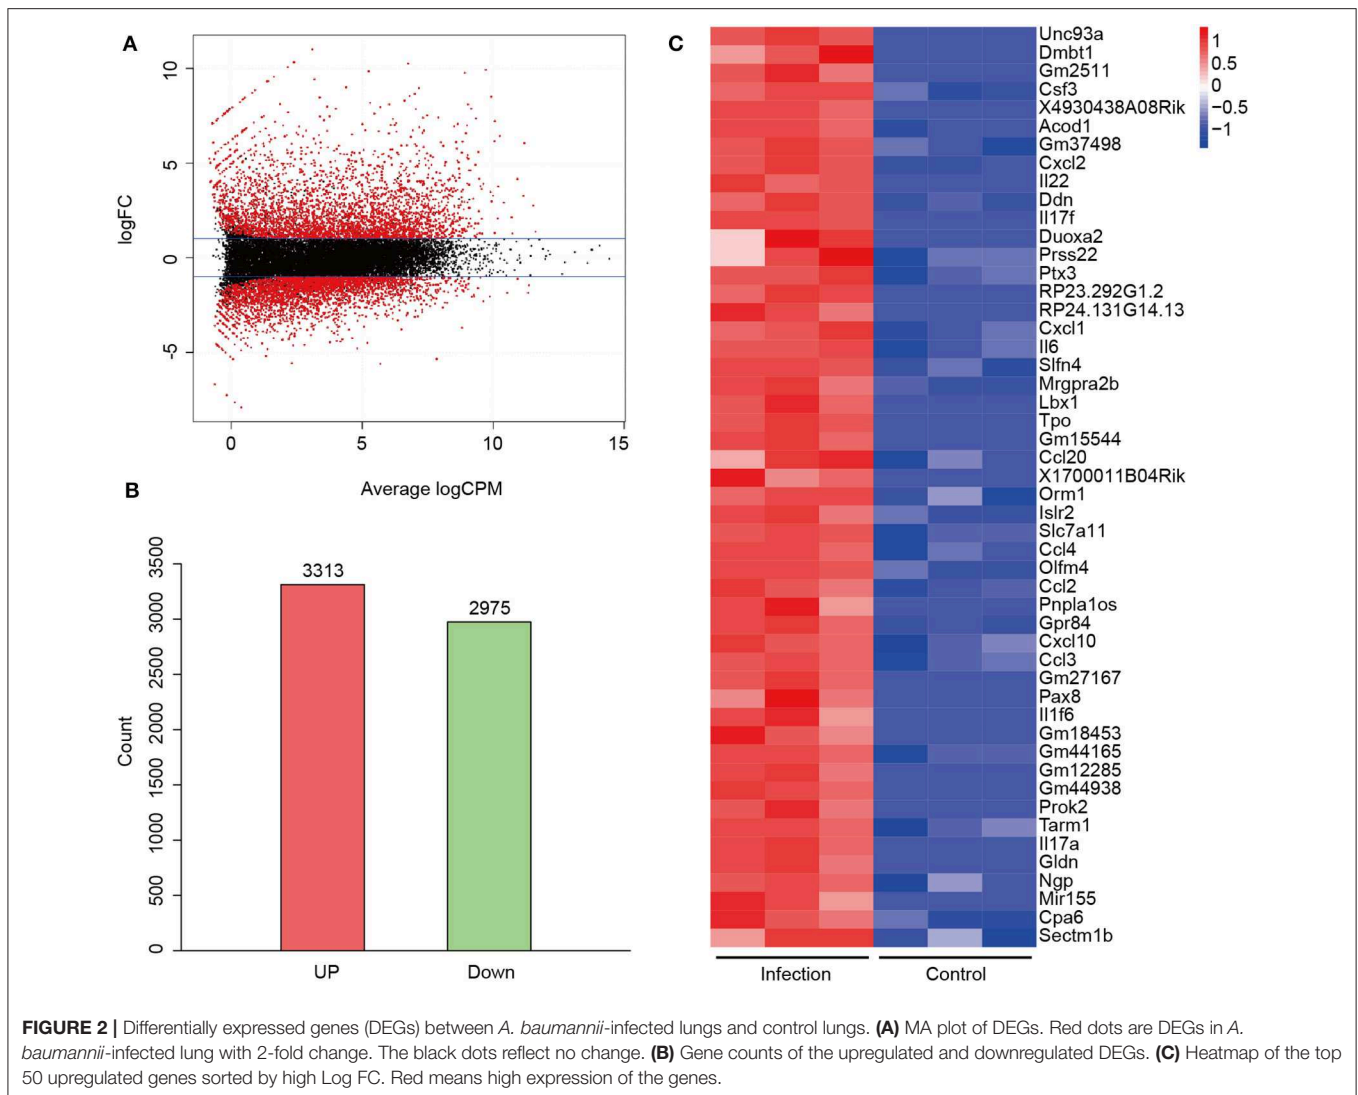 A
logFC
10
5
0
-5
0
5
10
15
Average logCPM
B
Count
3500
3000
2500
2000
1500
1000
500
0
3313
2975
UP
Down
C
Unc93a
Dmbt1
Gm2511
Csf3
X4930438A08Rik
Acod1
Gm37498
Cxcl2
Il22
Ddn
Il17f
Duoxa2
Prss22
Ptx3
RP23.292G1.2
RP24.131G14.13
Cxcl1
Il6
Slfn4
Mrgpra2b
Lbx1
Tpo
Gm15544
Ccl20
X1700011B04Rik
Orm1
Islr2
Slc7a11
Ccl4
Olfm4
Ccl2
Pnpla1os
Gpr84
Cxcl10
Ccl3
Gm27167
Pax8
Il1f6
Gm18453
Gm44165
Gm12285
Gm44938
Prok2
Tarm1
Il17a
Gldn
Ngp
Mir155
Cpa6
Sectm1b
1
0.5
0
−0.5
−1
Infection
Control
FIGURE 2 | Differentially expressed genes (DEGs) between A. baumannii-infected lungs and control lungs. (A) MA plot of DEGs. Red dots are DEGs in A.
baumannii-infected lung with 2-fold change. The black dots reflect no change. (B) Gene counts of the upregulated and downregulated DEGs. (C) Heatmap of the top
50 upregulated genes sorted by high Log FC. Red means high expression of the genes.